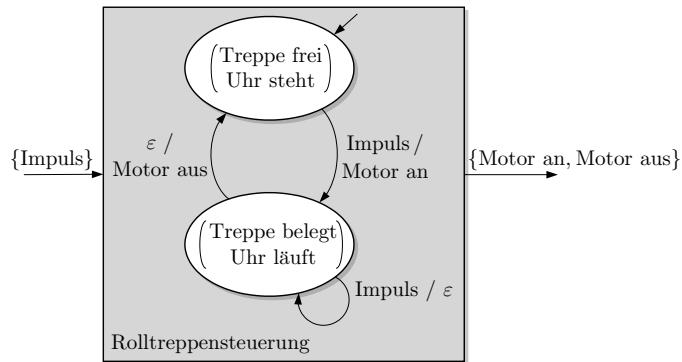 Treppe frei
Uhr steht
{Impuls}
ε /
Motor aus
Impuls /
Motor an
{Motor an, Motor aus}
Treppe belegt
Uhr läuft
Impuls / ε
Rolltreppensteuerung